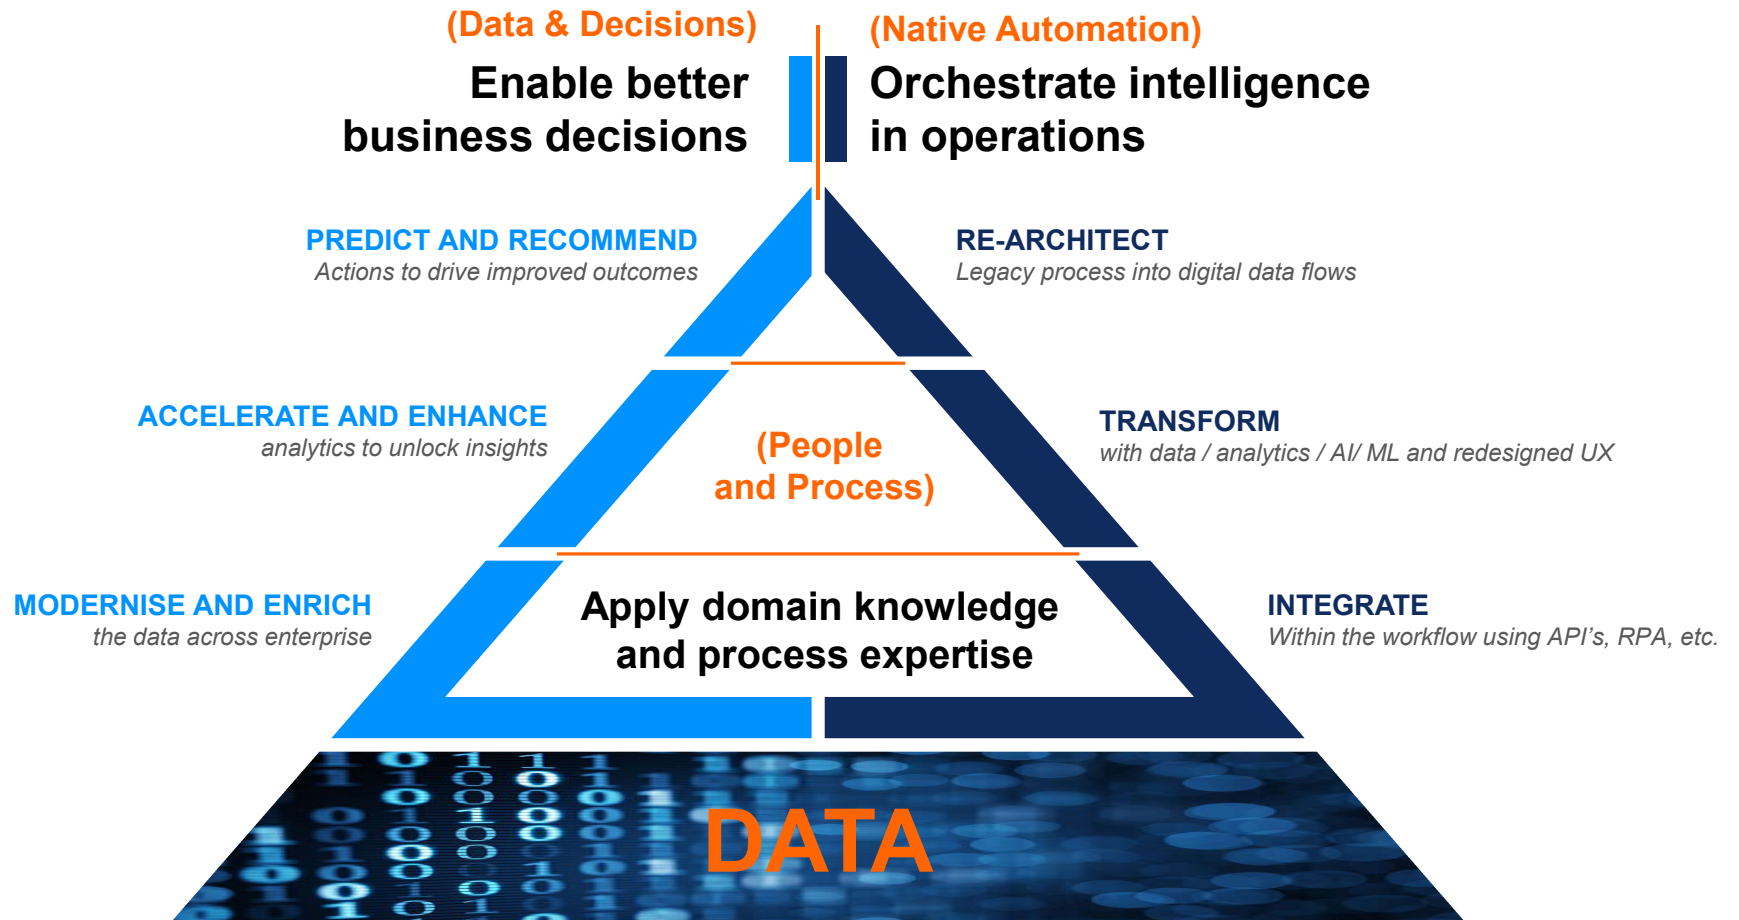 (Data & Decisions)
Enable better
business decisions
(Native Automation)
Orchestrate intelligence
in operations
PREDICT AND RECOMMEND
Actions to drive improved outcomes
RE-ARCHITECT
Legacy process into digital data flows
ACCELERATE AND ENHANCE
analytics to unlock insights
(People
and Process)
TRANSFORM
with data / analytics / AI/ ML and redesigned UX
MODERNISE AND ENRICH
the data across enterprise
Apply domain knowledge
and process expertise
INTEGRATE
Within the workflow using API's, RPA, etc.
DATA